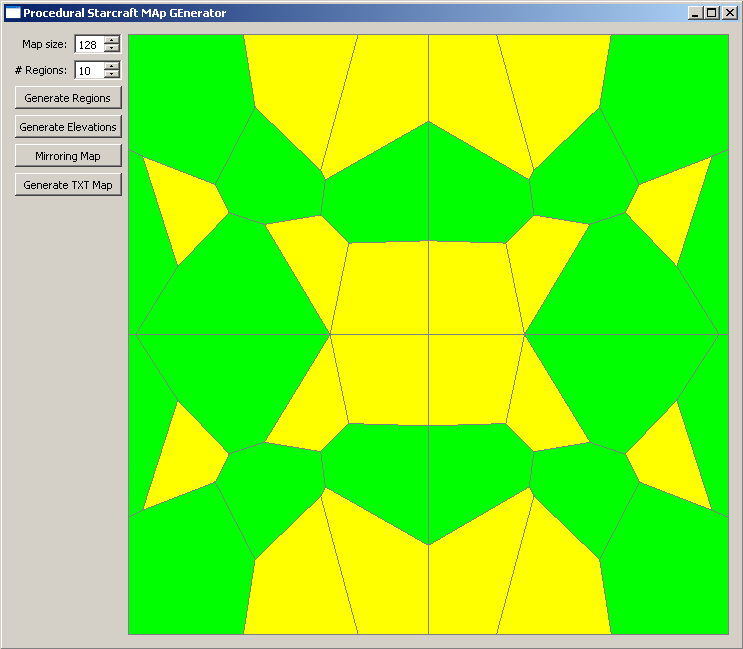 Procedural Starcraft MAp GEnerator
Map size: 128
# Regions: 10
Generate Regions
Generate Elevations
Mirroring Map
Generate TXT Map